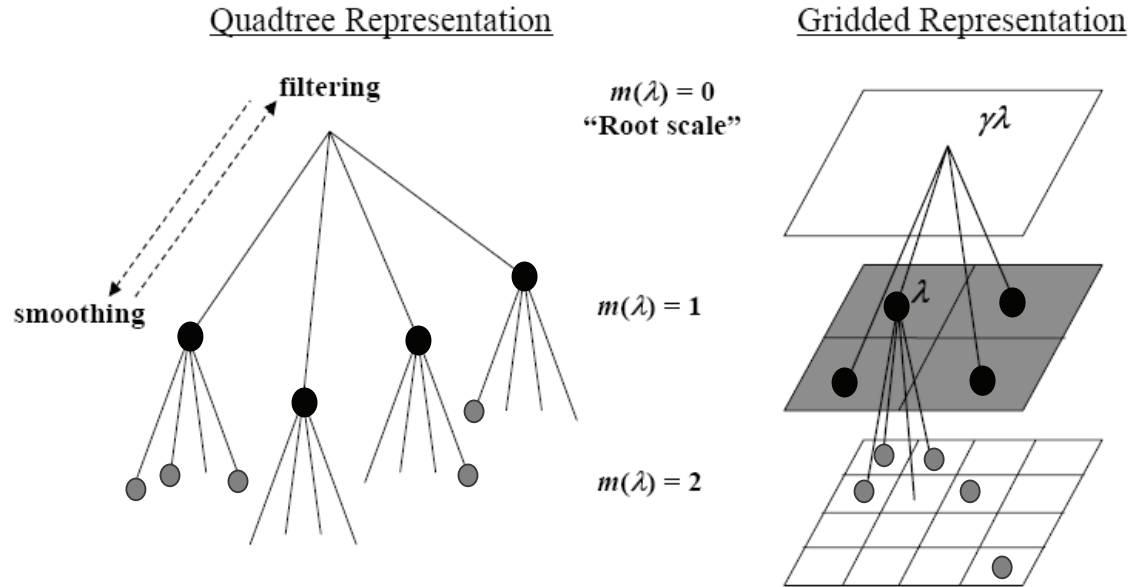 Quadtree Representation
Gridded Representation
filtering
smoothing
m(λ) = 0
“Root scale”
m(λ) = 1
m(λ) = 2
γλ
λ